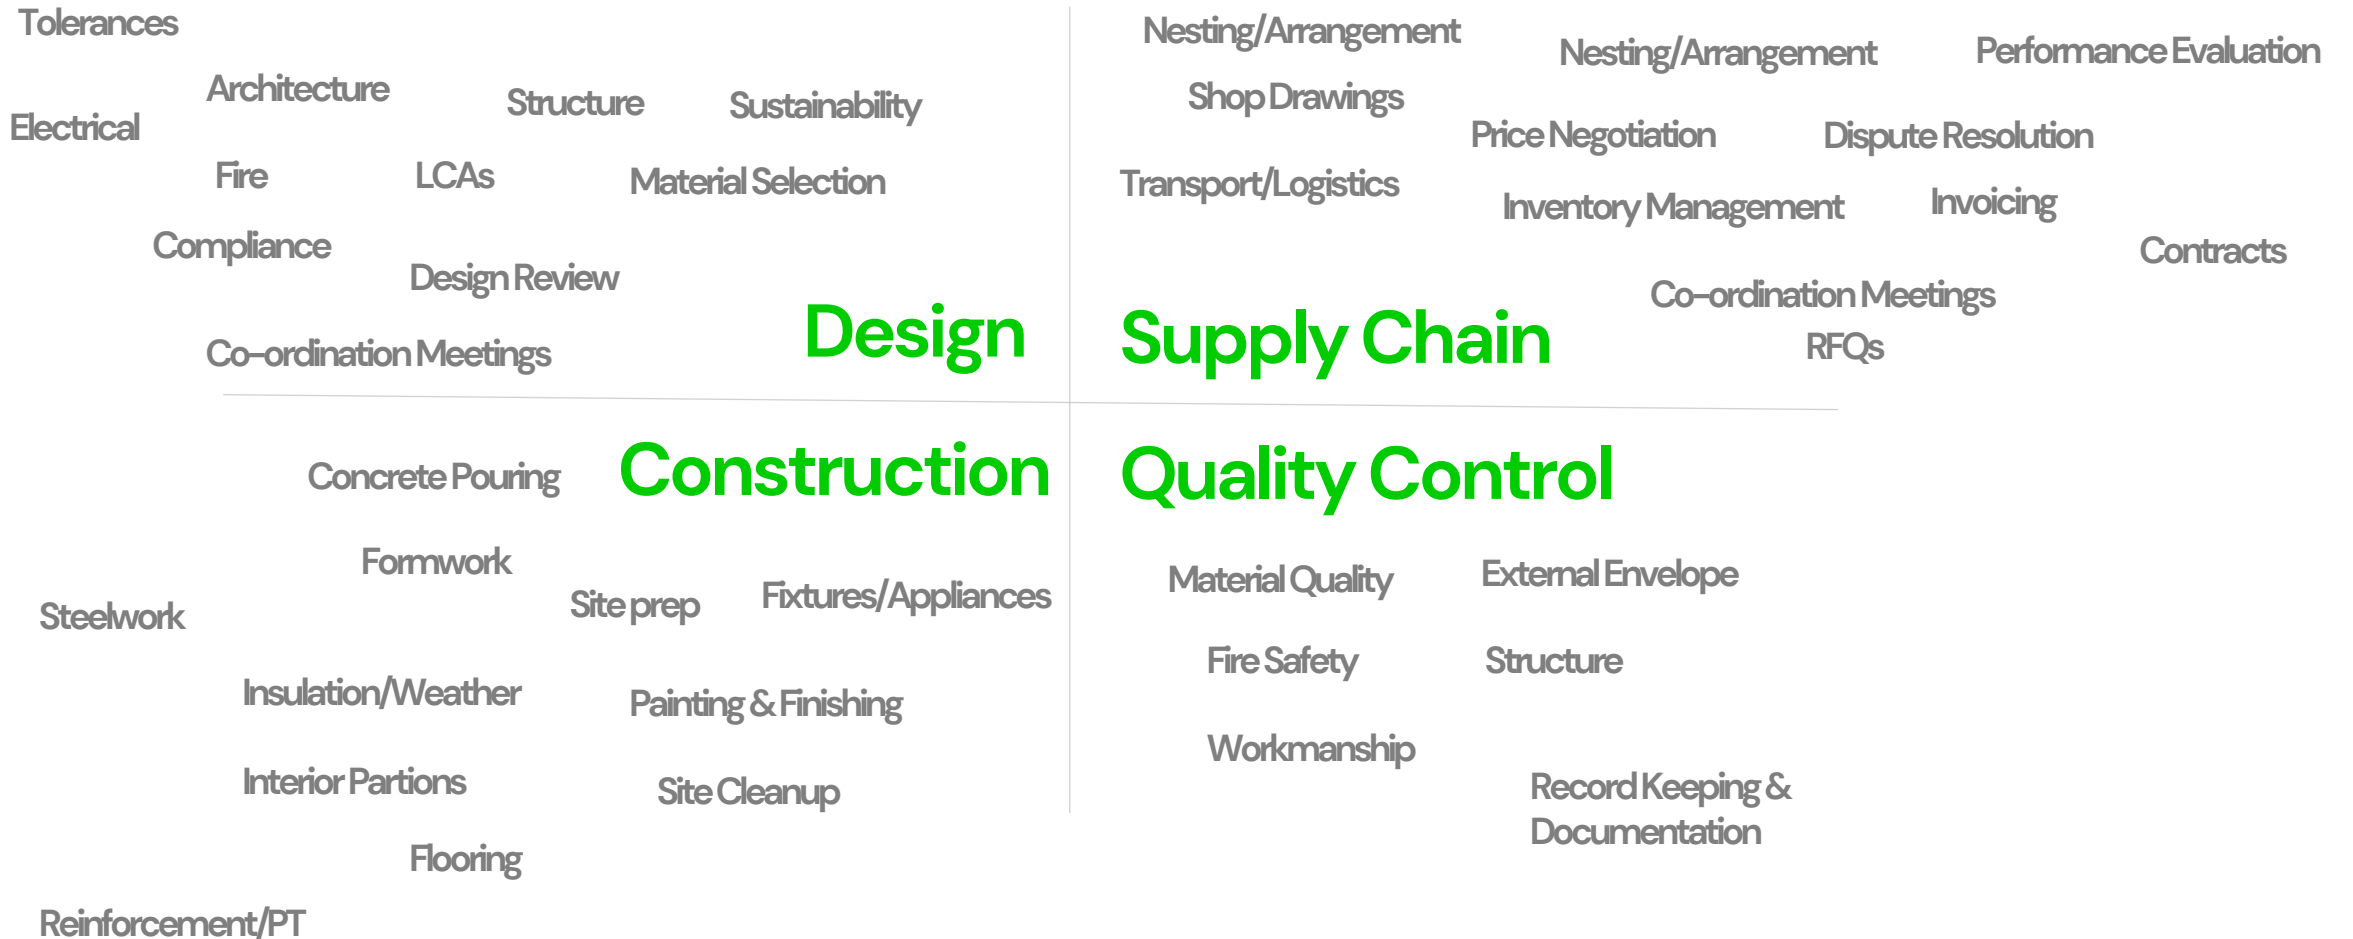 Tolerances
Architecture
Structure
Sustainability
Electrical
Fire
LCAs
Material Selection
Compliance
Design Review
Design
Co-ordination Meetings
Nesting/Arrangement
Nesting/Arrangement
Performance Evaluation
Shop Drawings
Price Negotiation
Dispute Resolution
Transport/Logistics
Inventory Management
Invoicing
Contracts
Co-ordination Meetings
Supply Chain
RFQs
Concrete Pouring
Construction
Formwork
Steelwork
Site prep
Fixtures/Appliances
Insulation/Weather
Painting & Finishing
Interior Partions
Site Cleanup
Flooring
Reinforcement/PT
Quality Control
Material Quality
External Envelope
Fire Safety
Structure
Workmanship
Record Keeping &
Documentation